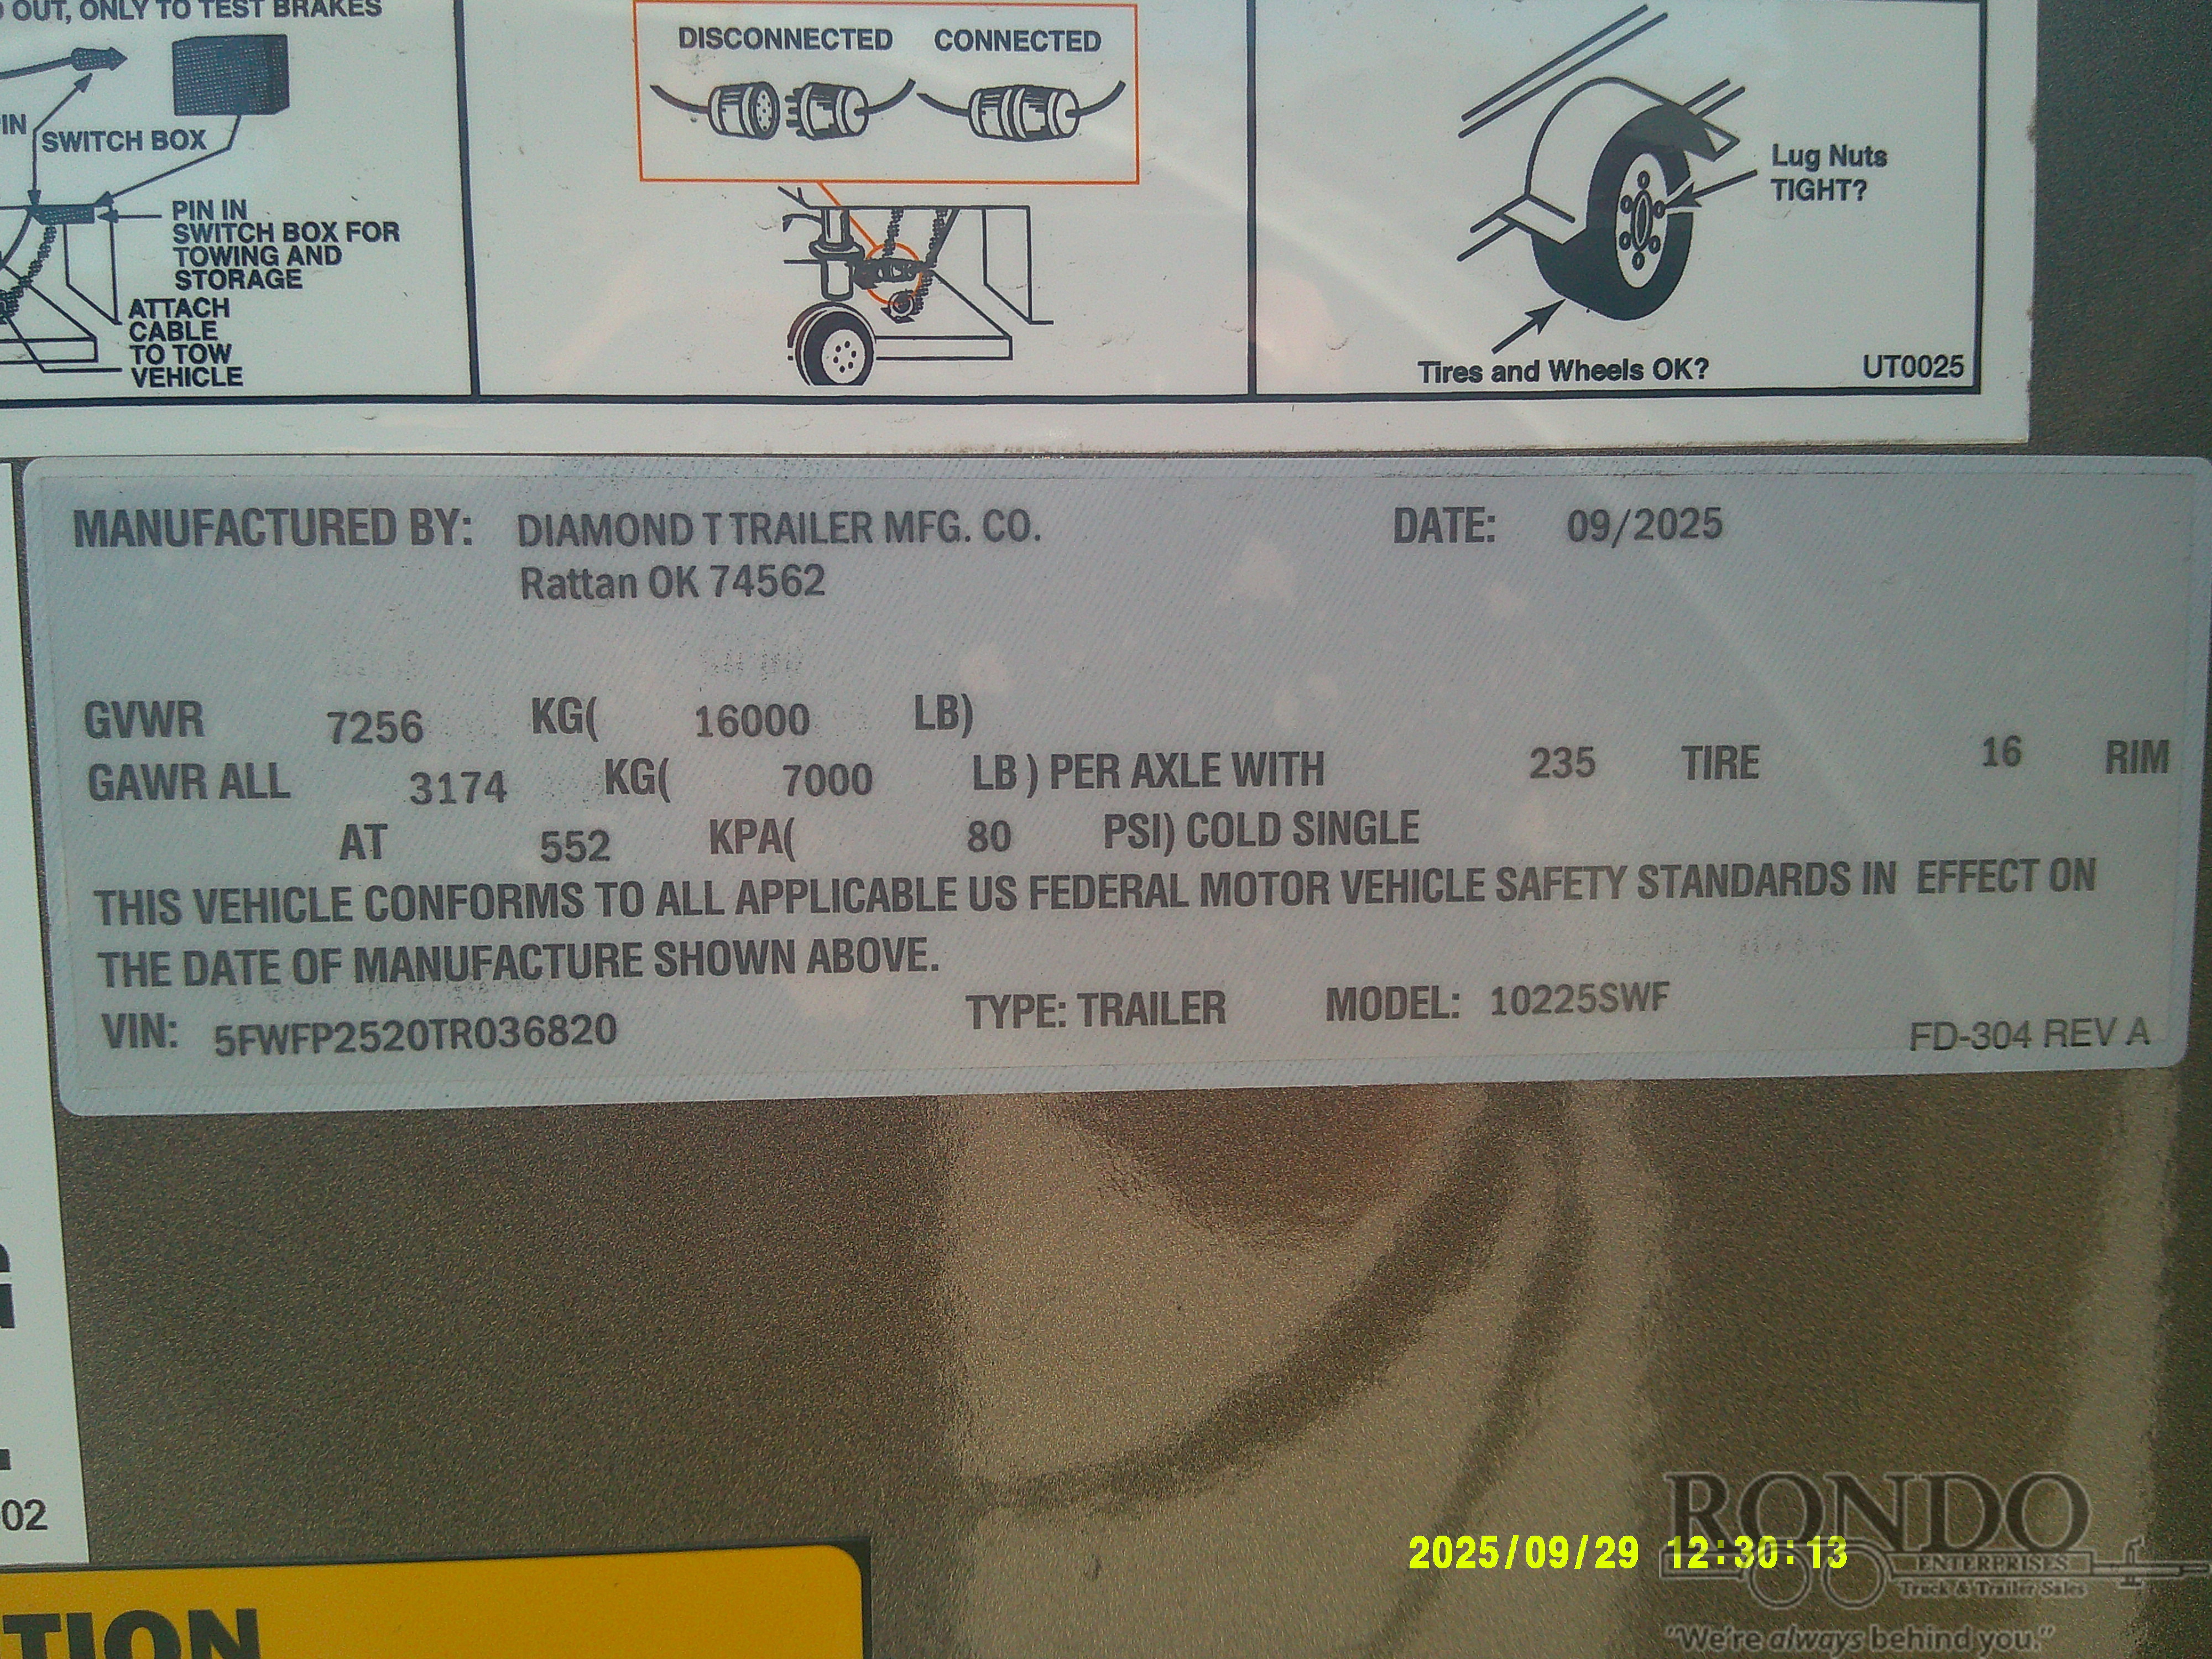 OUT, ONLY TO TEST BRAKES
SWITCH BOX
PIN IN
SWITCH BOX FOR
TOWING AND
STORAGE
ATTACH
CABLE
TO TOW
VEHICLE
DISCONNECTED CONNECTED
Lug Nuts
TIGHT?
Tires and Wheels OK?
UT0025
MANUFACTURED BY: DIAMOND T TRAILER MFG. CO. DATE: 09/2025
Rattan OK 74562
GVWR 7256 KG( 16000 LB)
GAWR ALL 3174 KG( 7000 LB ) PER AXLE WITH 235 TIRE 16 RIM
AT 552 KPA( 80 PSI) COLD SINGLE
THIS VEHICLE CONFORMS TO ALL APPLICABLE US FEDERAL MOTOR VEHICLE SAFETY STANDARDS IN EFFECT ON
THE DATE OF MANUFACTURE SHOWN ABOVE.
VIN: 5FWFP2520TR036820 TYPE: TRAILER MODEL: 10225SWF
FD-304 REV A
02
TION
2025/09/29 12:30:13
RONDO
ENTERPRISES
Truck & Trailer Sales
"We're always behind you."